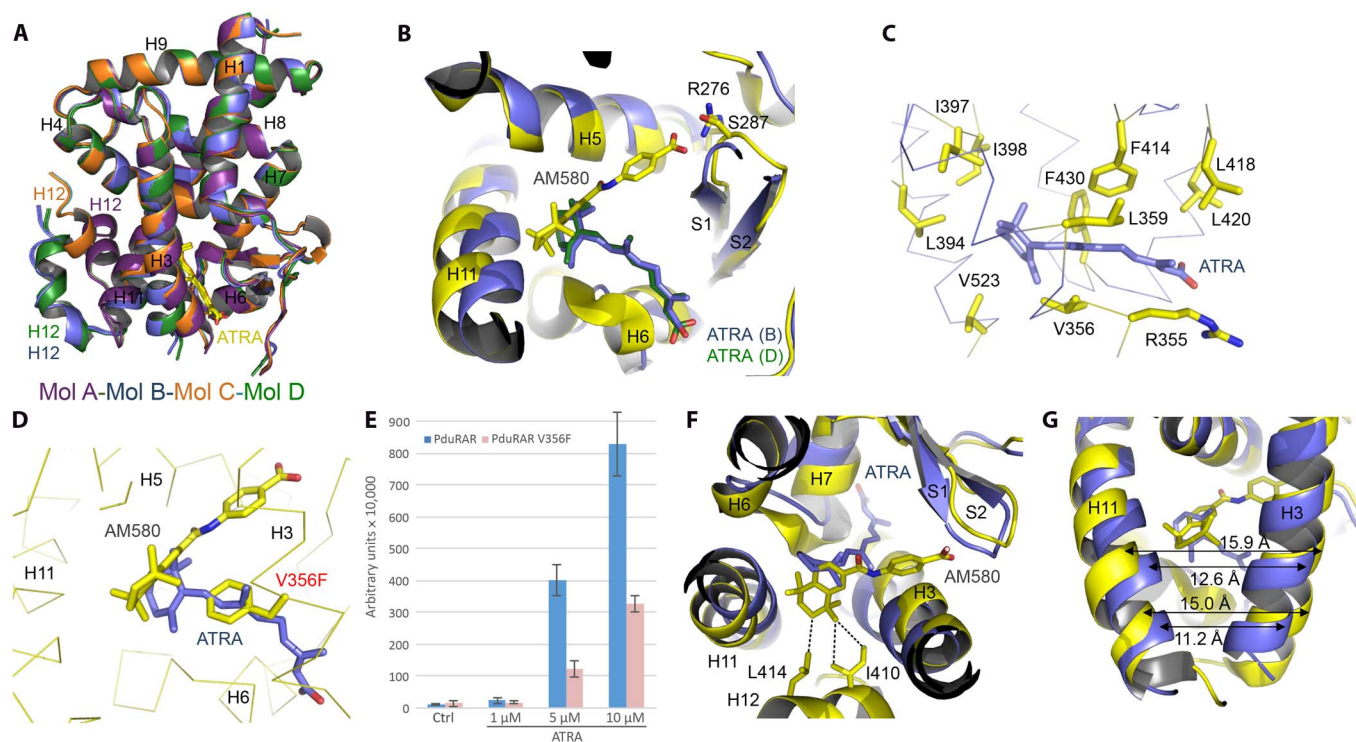 A
H9
H1
H4
H8
H7
H12
H12
H3
H11
H6
H12
H12
ATRA
Mol A-Mol B-Mol C-Mol D
B
R276
S287
H5
AM580
S1
S2
H11
H6
ATRA (B)
ATRA (D)
C
I397
I398
F414
L418
F430
L359
L420
L394
ATRA
V523
V356
R355
D
H5
AM580
H3
H11
V356F
ATRA
H6
E
PduRAR PduRAR V356F
Arbitrary units x 10,000
900
800
700
600
500
400
300
200
100
0
Ctrl 1 µM 5 µM 10 µM
ATRA
F
ATRA
H7
H6
S1
S2
AM580
H3
H11
L414
I410
H12
G
H11
H3
15.9 Å
12.6 Å
15.0 Å
11.2 Å